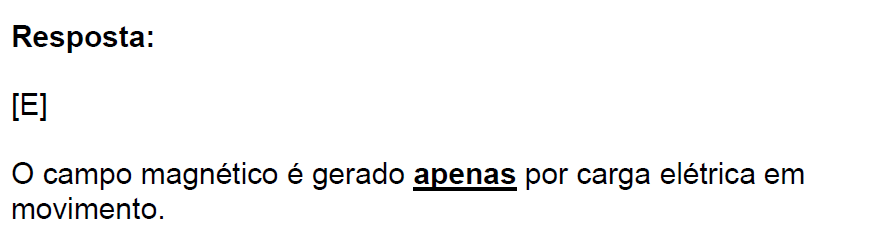 Resposta:
[E]
O campo magnético é gerado apenas por carga elétrica em
movimento.